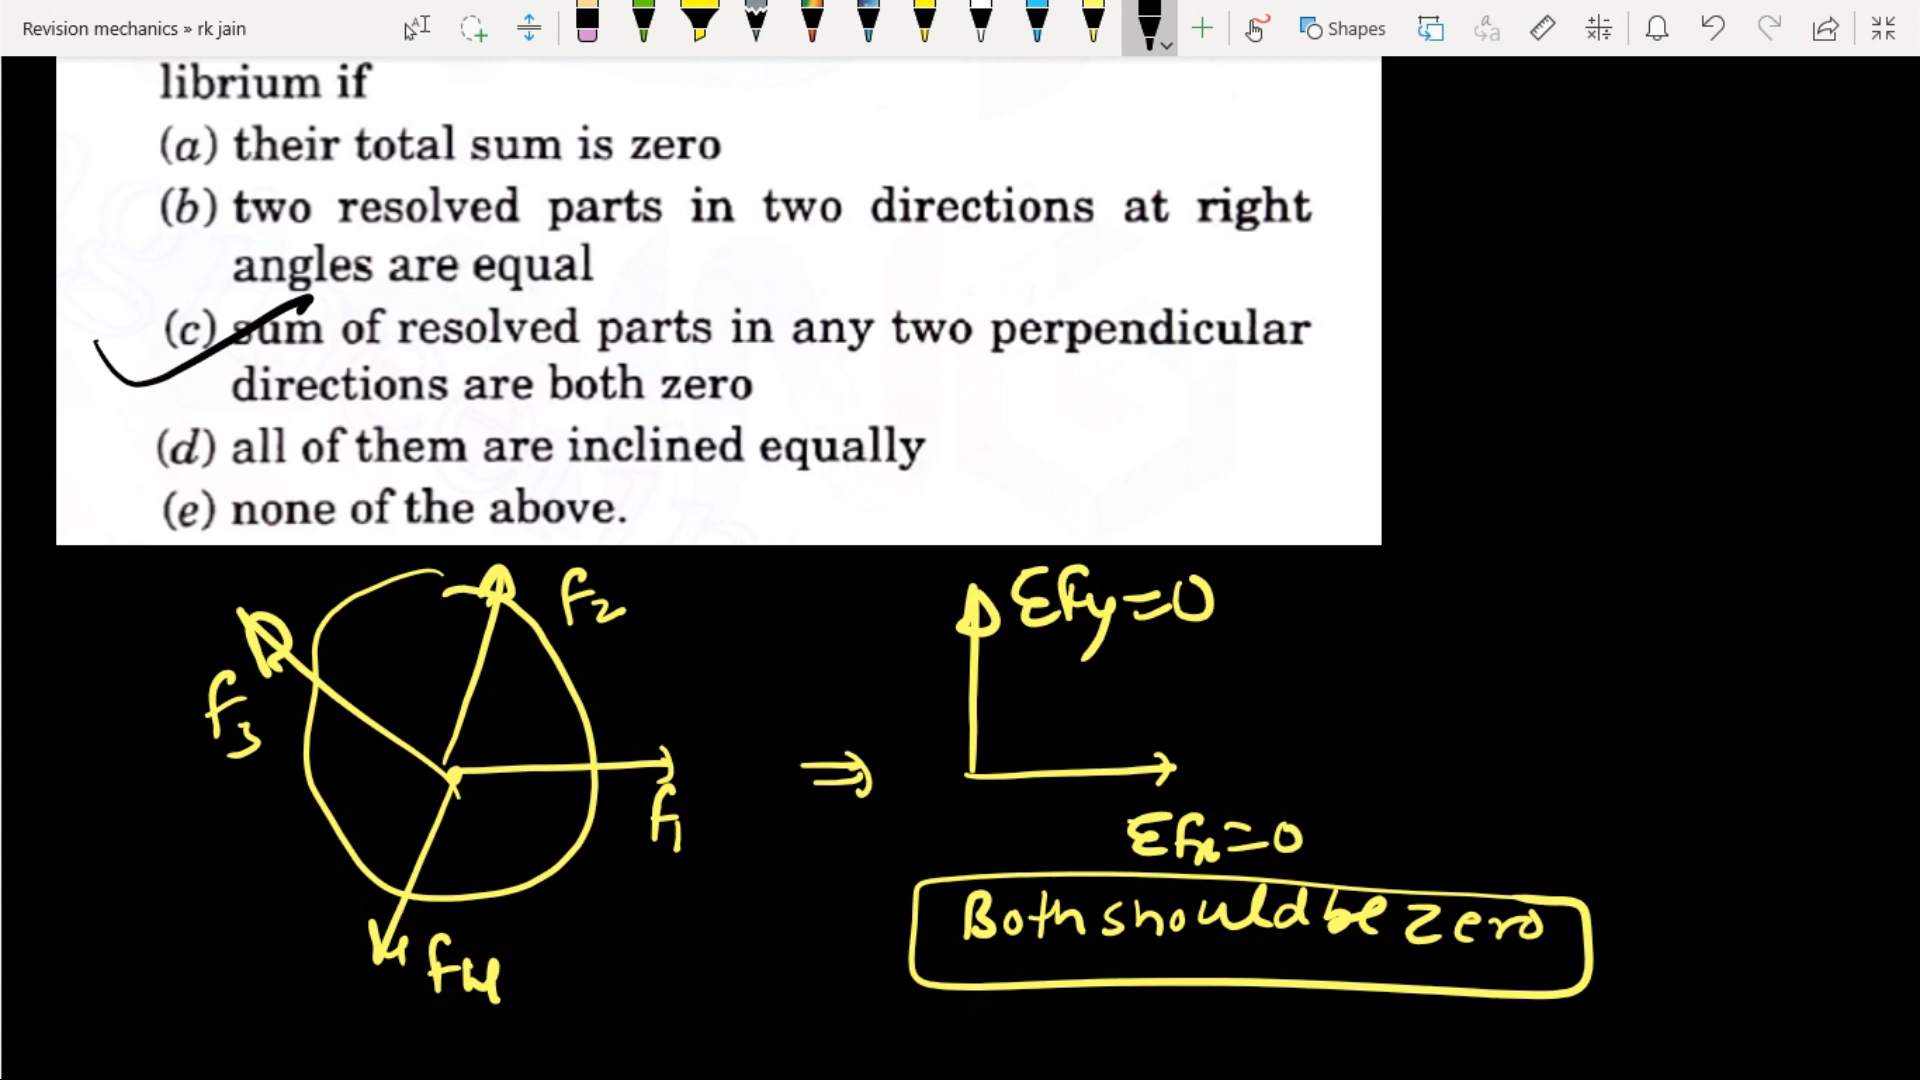 Revision mechanics » rk jain
Shapes
librium if
(a) their total sum is zero
(b) two resolved parts in two directions at right
angles are equal
(c) sum of resolved parts in any two perpendicular
directions are both zero
(d) all of them are inclined equally
(e) none of the above.
F2
ΣFy=0
F3
F1
ΣFx=0
Both should be zero
F4